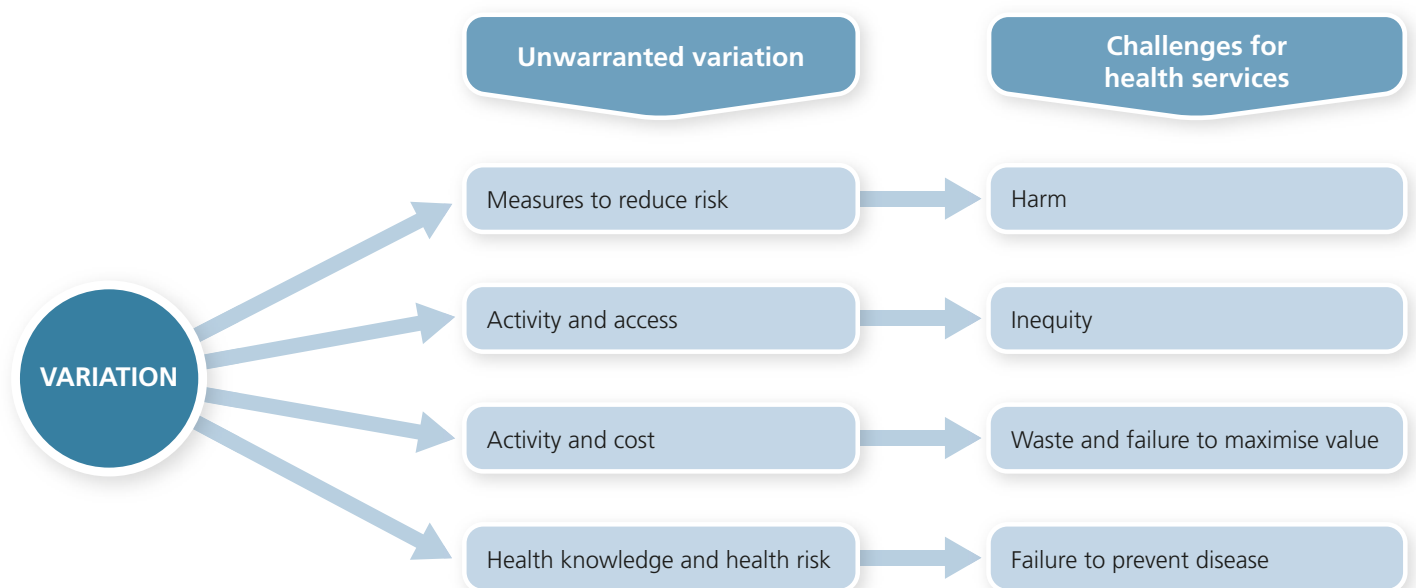 Unwarranted variation
Challenges for
health services
VARIATION
Measures to reduce risk
Harm
Activity and access
Inequity
Activity and cost
Waste and failure to maximise value
Health knowledge and health risk
Failure to prevent disease